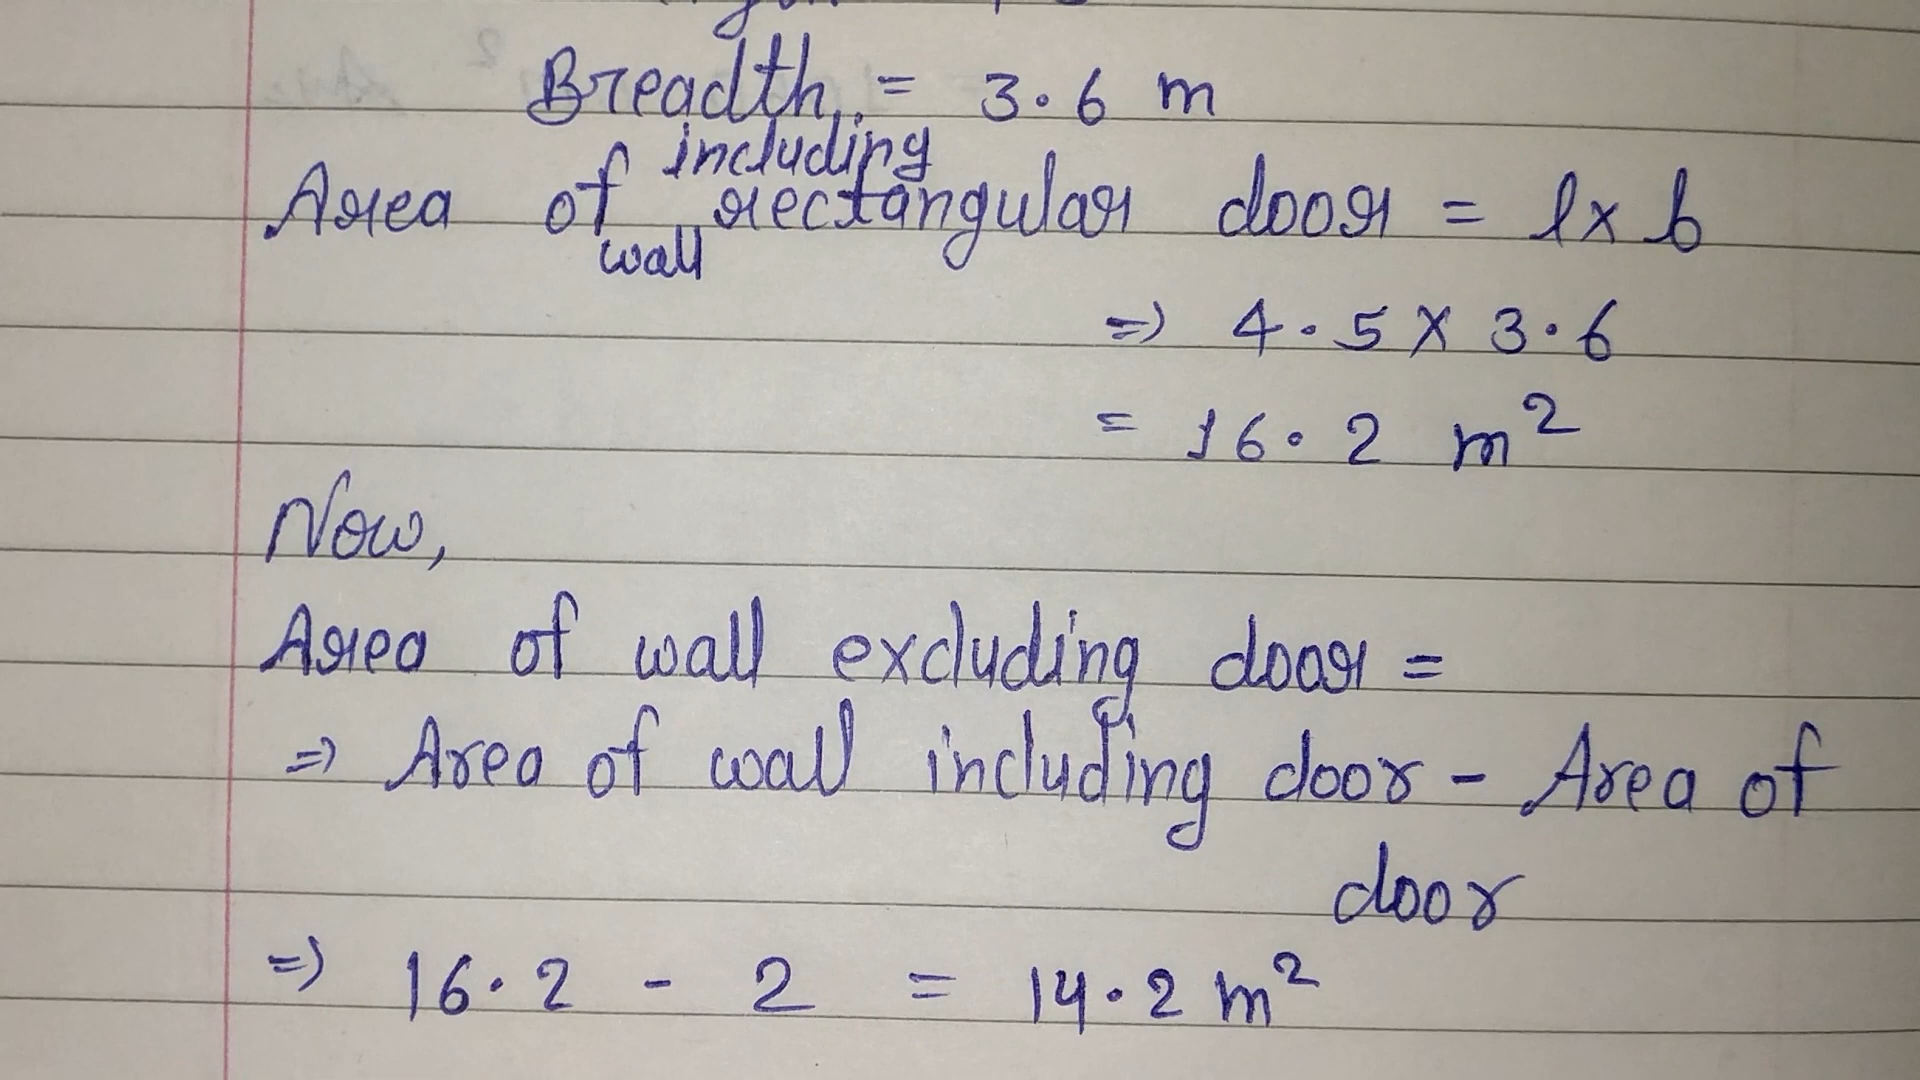 Breadth = 3.6 m
including
Area of rectangular door = l x b
wall
=> 4.5 x 3.6
= 16.2 m²
Now,
Area of wall excluding door =
=> Area of wall including door - Area of
door
=> 16.2 - 2 = 14.2 m²